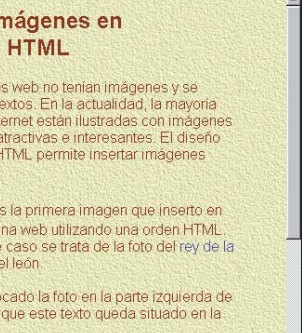 mágenes en
HTML
s web no tenían imágenes y se
extos. En la actualidad, la mayoría
ernet están ilustradas con imágenes
atractivas e interesantes. El diseño
HTML permite insertar imágenes
s la primera imagen que inserto en
na web utilizando una orden HTML.
caso se trata de la foto del rey de la
el león.
ocado la foto en la parte izquierda de
que este texto queda situado en la